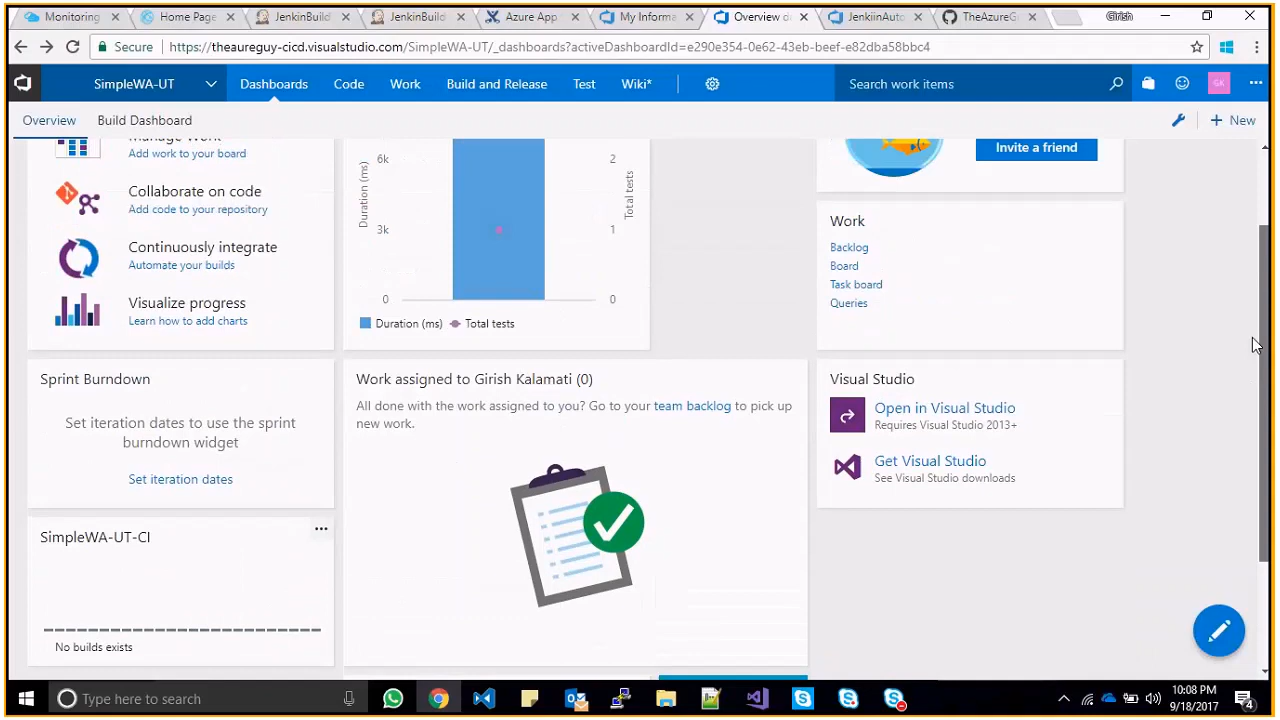 Monitoring
Home Page
JenkinBuild
JenkinBuild
Azure App
My Informa
Overview da
JenkiinAuto
TheAzureG
Girish
Secure
https://theaureguy-cicd.visualstudio.com/SimpleWA-UT/_dashboards?activeDashboardId=e290e354-0e62-43eb-beef-e82dba58bbc4
SimpleWA-UT
Dashboards
Code
Work
Build and Release
Test
Wiki*
Search work items
GK
Overview
Build Dashboard
New
Manage Work
Add work to your board
Collaborate on code
Add code to your repository
Continuously integrate
Automate your builds
Visualize progress
Learn how to add charts
Duration (ms)
6k
3k
0
2
1
0
Total tests
Duration (ms)
Total tests
Invite a friend
Work
Backlog
Board
Task board
Queries
Sprint Burndown
Set iteration dates to use the sprint
burndown widget
Set iteration dates
Work assigned to Girish Kalamati (0)
All done with the work assigned to you? Go to your team backlog to pick up
new work.
Visual Studio
Open in Visual Studio
Requires Visual Studio 2013+
Get Visual Studio
See Visual Studio downloads
SimpleWA-UT-CI
No builds exists
Type here to search
10:08 PM
9/18/2017
4